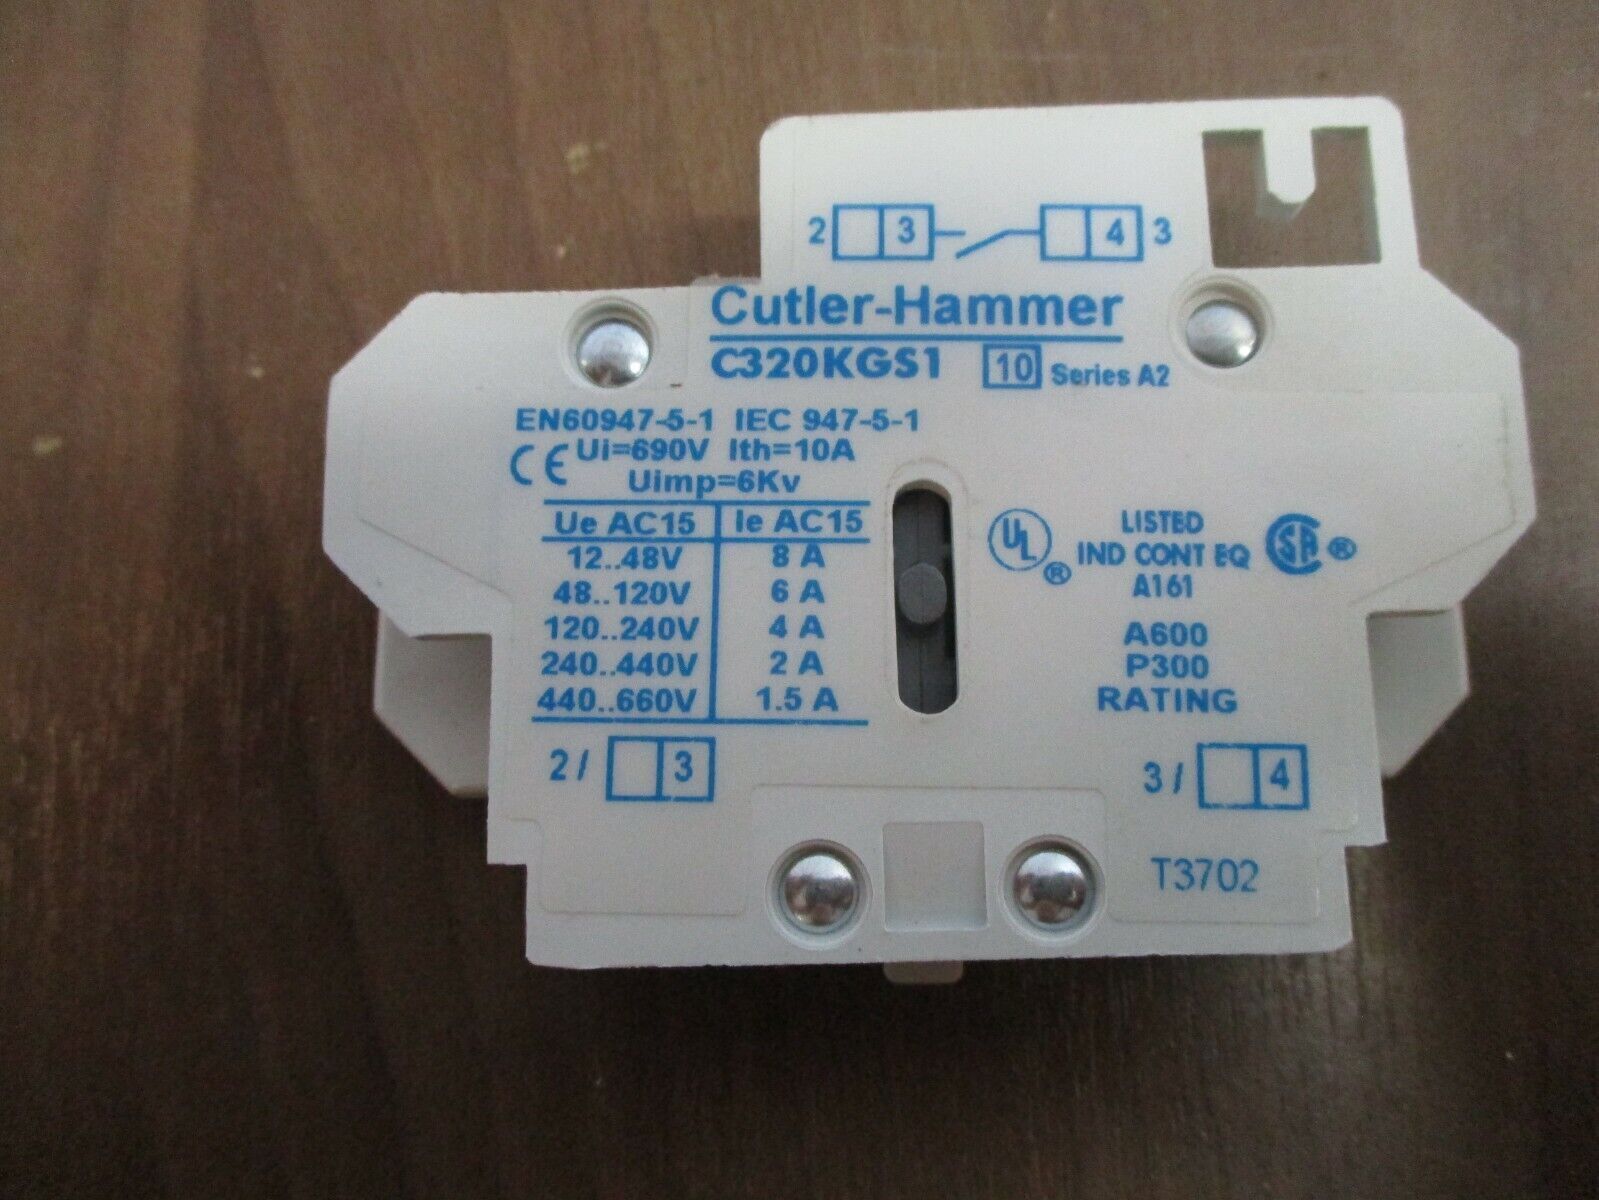 2 3 4 3
Cutler-Hammer
C320KGS1 10 Series A2
EN60947-5-1 IEC 947-5-1
CE Ui=690V Ith=10A
Uimp=6Kv
Ue AC15 Ie AC15
12..48V 8 A
48..120V 6 A
120..240V 4 A
240..440V 2 A
440..660V 1.5 A
2/ 3
UL ® LISTED SA ®
IND CONT EQ
A161
A600
P300
RATING
3/ 4
T3702